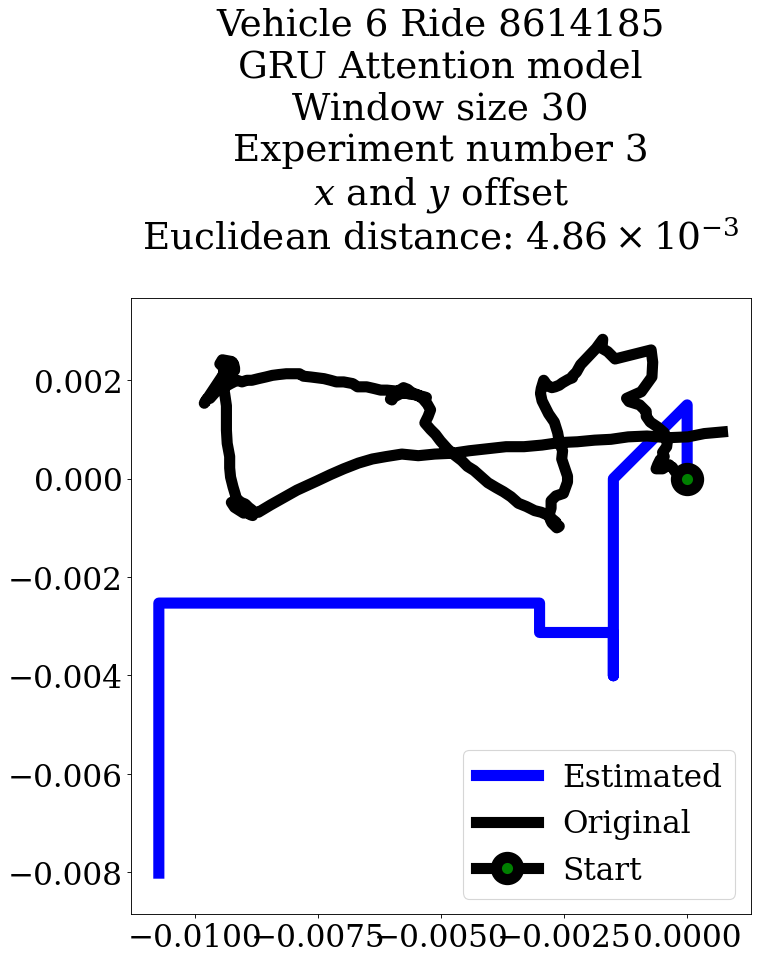 Vehicle 6 Ride 8614185
GRU Attention model
Window size 30
Experiment number 3
x and y offset
Euclidean distance: 4.86 × 10⁻³
0.002
0.000
−0.002
−0.004
−0.006
−0.008
Estimated
Original
Start
−0.0100 −0.0075 −0.0050 −0.0025 0.0000